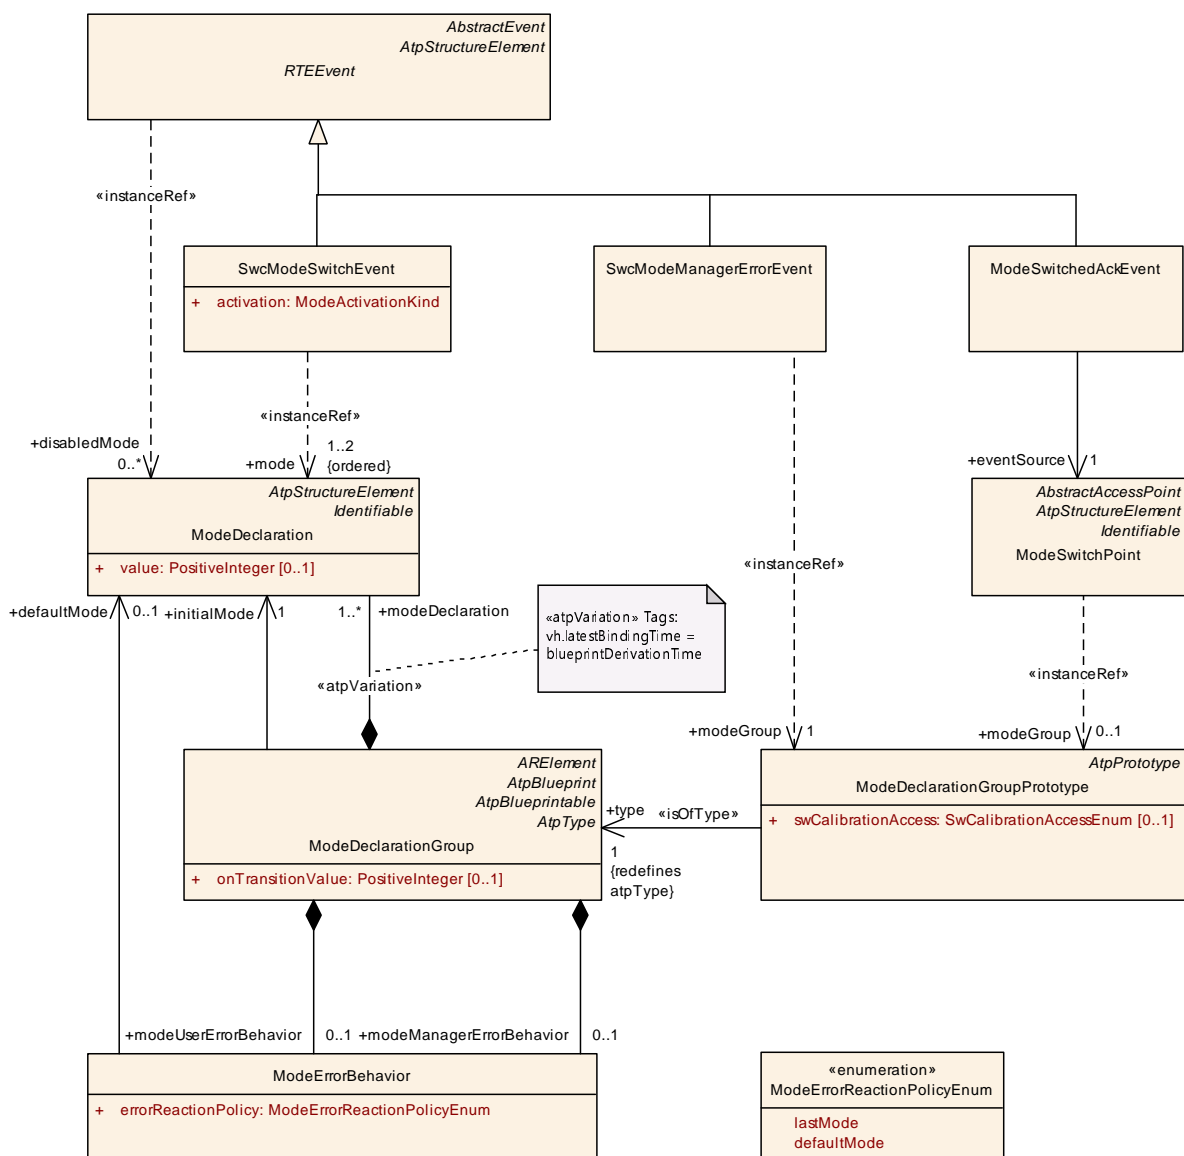 AbstractEvent
AtpStructureElement
RTEEvent
«instanceRef»
SwcModeSwitchEvent
+ activation: ModeActivationKind
SwcModeManagerErrorEvent
ModeSwitchedAckEvent
«instanceRef»
+disabledMode
0..*
+mode
1..2
{ordered}
+eventSource
1
AtpStructureElement
Identifiable
ModeDeclaration
+ value: PositiveInteger [0..1]
AbstractAccessPoint
AtpStructureElement
Identifiable
ModeSwitchPoint
«instanceRef»
+defaultMode
0..1
+initialMode
1
1..*
+modeDeclaration
«atpVariation» Tags:
vh.latestBindingTime =
blueprintDerivationTime
«atpVariation»
«instanceRef»
+modeGroup
1
+modeGroup
0..1
ARElement
AtpBlueprint
AtpBlueprintable
AtpType
ModeDeclarationGroup
+ onTransitionValue: PositiveInteger [0..1]
AtpPrototype
ModeDeclarationGroupPrototype
+ swCalibrationAccess: SwCalibrationAccessEnum [0..1]
+type
«isOfType»
1
{redefines
atpType}
+modeUserErrorBehavior
0..1
+modeManagerErrorBehavior
0..1
ModeErrorBehavior
+ errorReactionPolicy: ModeErrorReactionPolicyEnum
«enumeration»
ModeErrorReactionPolicyEnum
lastMode
defaultMode